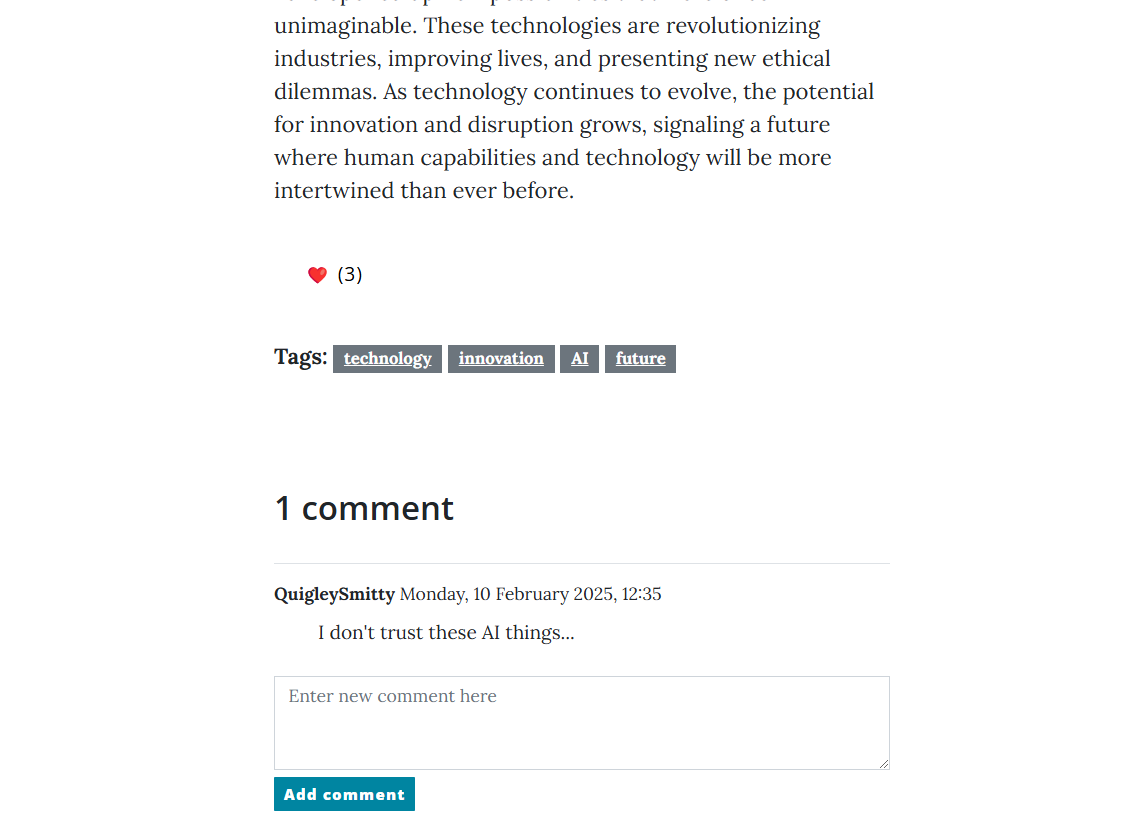 unimaginable. These technologies are revolutionizing
industries, improving lives, and presenting new ethical
dilemmas. As technology continues to evolve, the potential
for innovation and disruption grows, signaling a future
where human capabilities and technology will be more
intertwined than ever before.
(3)
Tags: technology innovation AI future
1 comment
QuigleySmitty Monday, 10 February 2025, 12:35
I don't trust these AI things...
Enter new comment here
Add comment